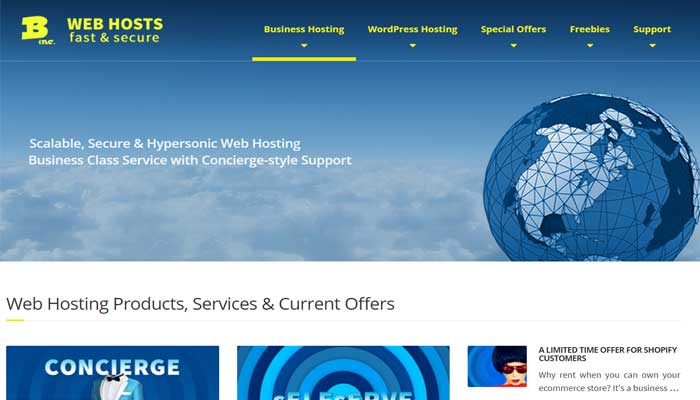 B inc.
WEB HOSTS
fast & secure
Business Hosting
WordPress Hosting
Special Offers
Freebies
Support
Scalable, Secure & Hypersonic Web Hosting
Business Class Service with Concierge-style Support
Web Hosting Products, Services & Current Offers
CONCIERGE
SELFSERVE
A LIMITED TIME OFFER FOR SHOPIFY
CUSTOMERS
Why rent when you can own your
ecommerce store? It's a business ...